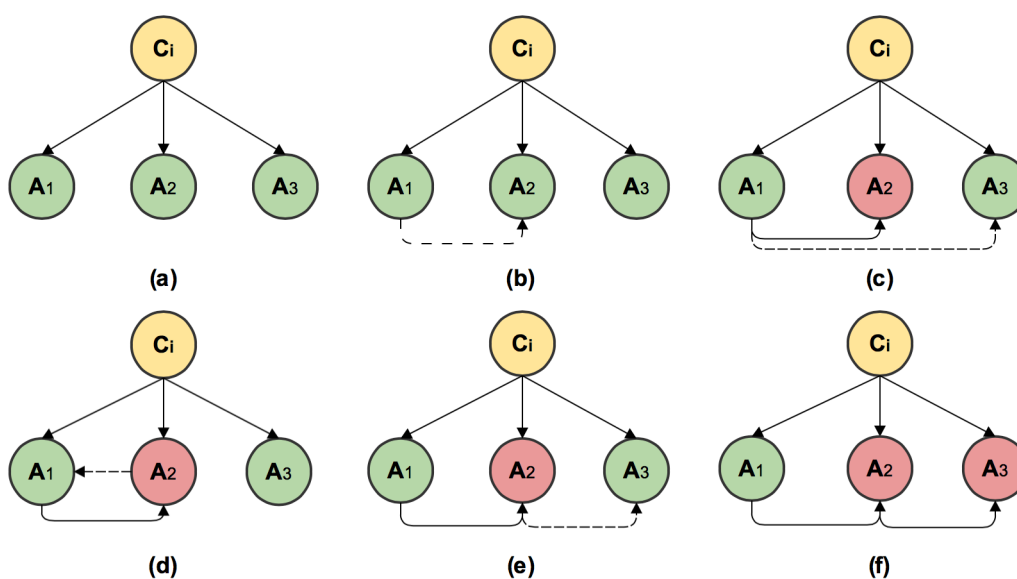 Ci Ci Ci
A1 A2 A3 A1 A2 A3 A1 A2 A3
(a) (b) (c)
Ci Ci Ci
A1 A2 A3 A1 A2 A3 A1 A2 A3
(d) (e) (f)